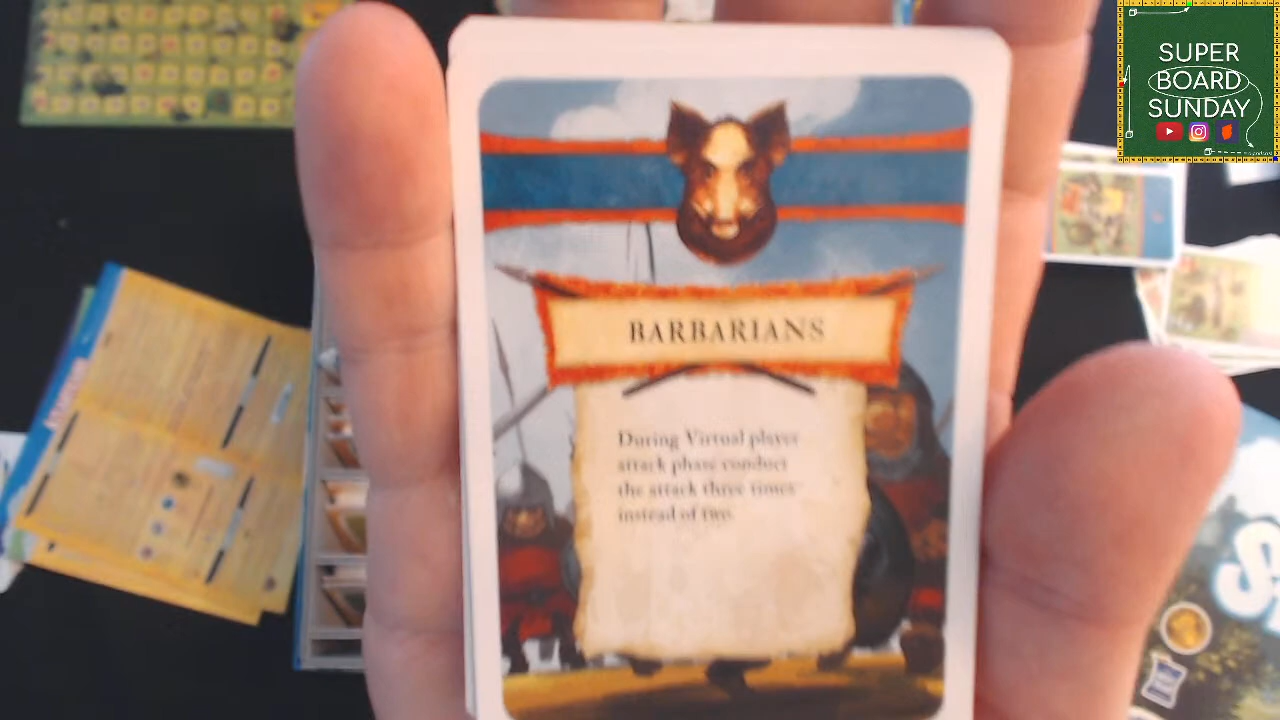 SUPER
BOARD
SUNDAY
BARBARIANS
During Virtual player
attack phase conduct
the attack three times
instead of two.